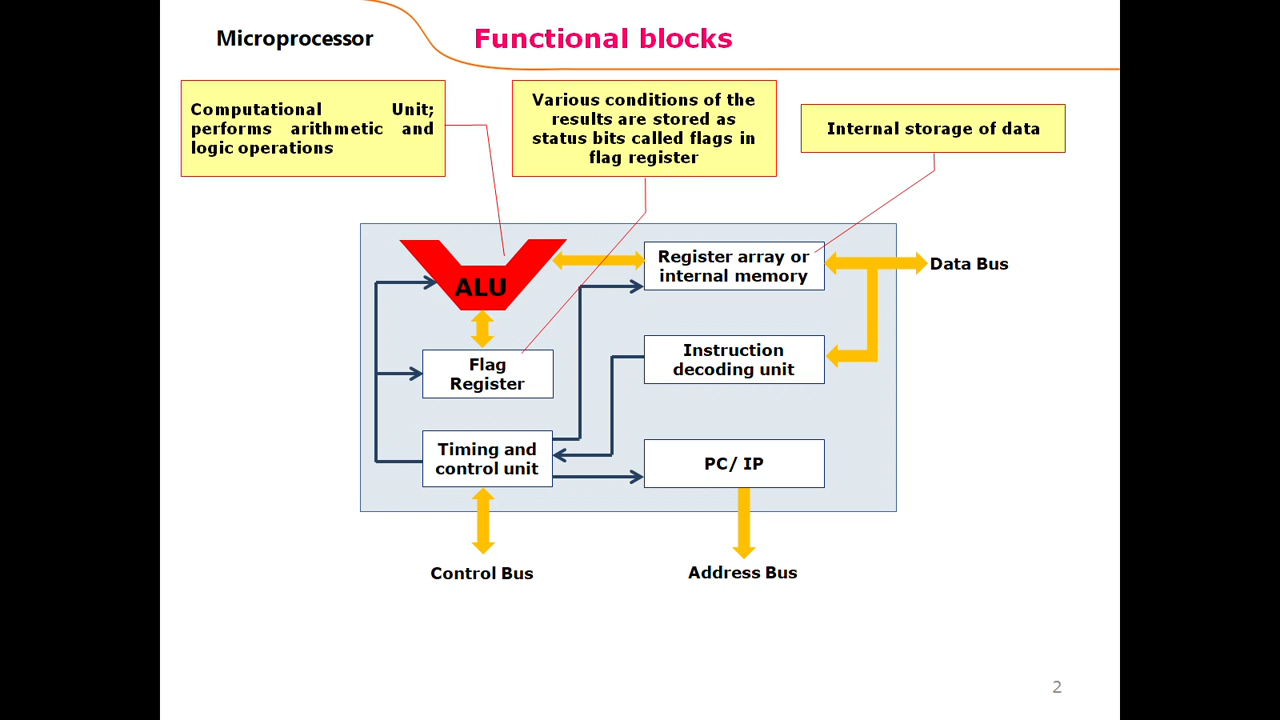 Microprocessor
Functional blocks
Computational Unit;
performs arithmetic and
logic operations
Various conditions of the
results are stored as
status bits called flags in
flag register
Internal storage of data
ALU
Register array or
internal memory
Data Bus
Flag
Register
Instruction
decoding unit
Timing and
control unit
PC/ IP
Control Bus
Address Bus
2